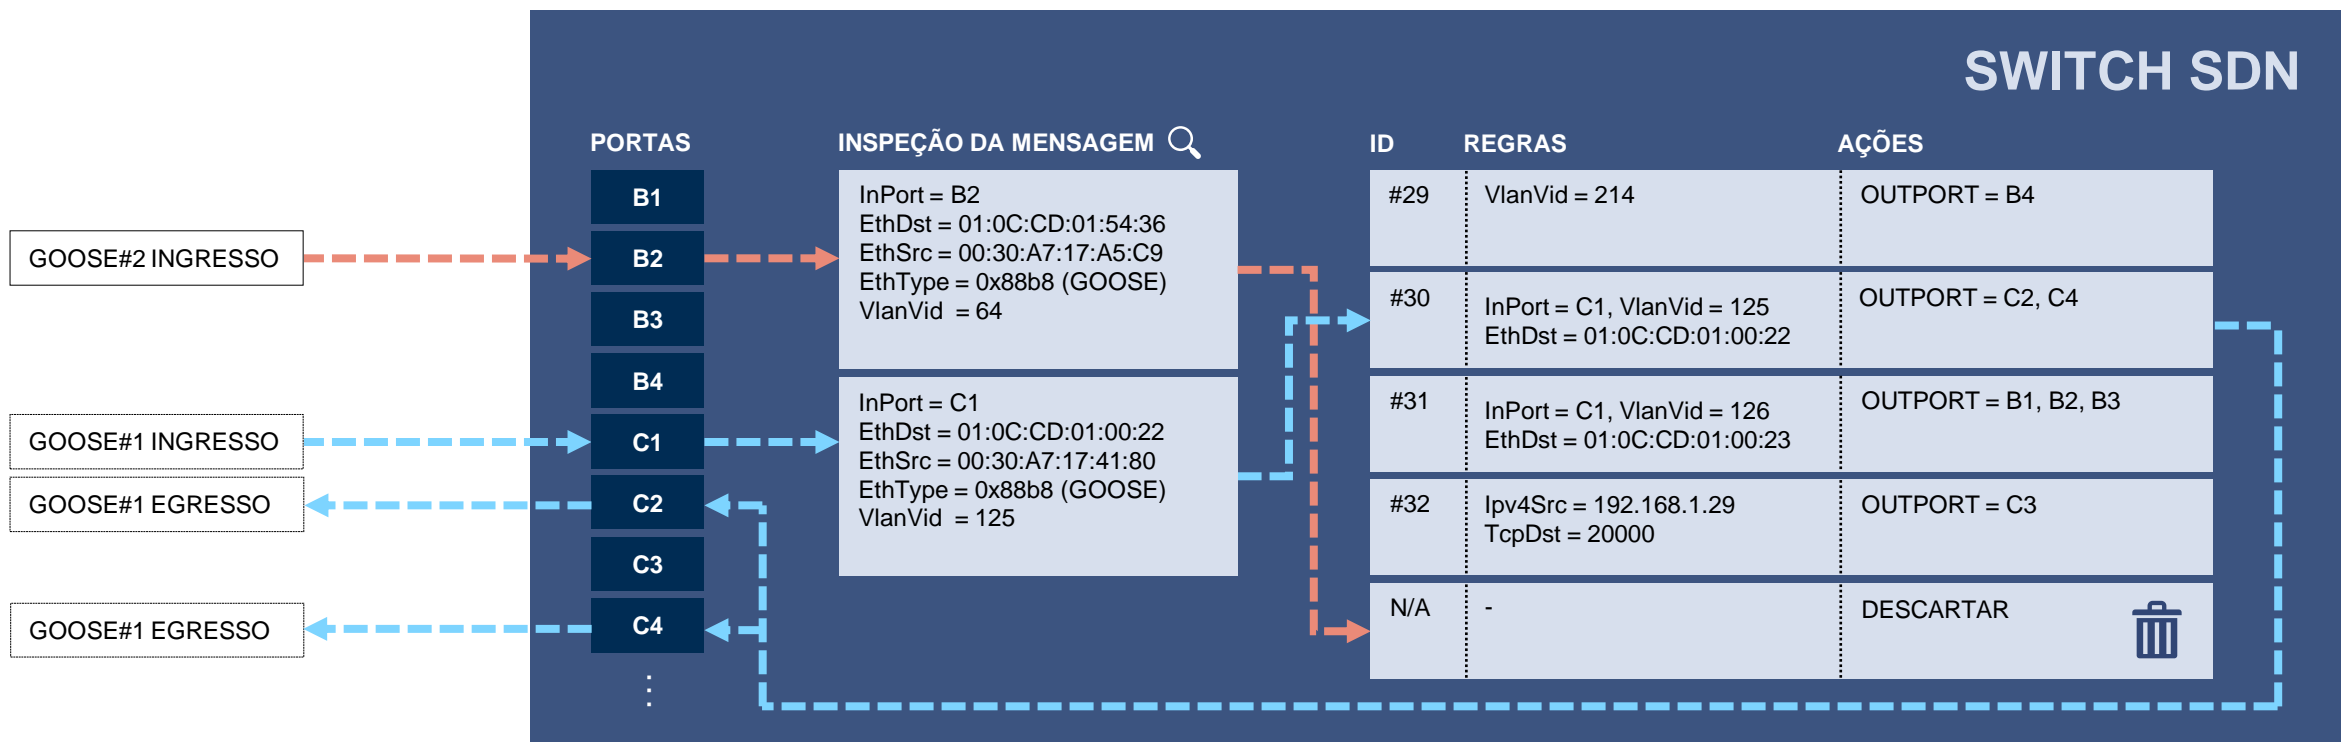 SWITCH SDN
PORTAS
INSPEÇÃO DA MENSAGEM
ID
REGRAS
AÇÕES
GOOSE#2 INGRESSO
GOOSE#1 INGRESSO
GOOSE#1 EGRESSO
GOOSE#1 EGRESSO
B1
B2
B3
B4
C1
C2
C3
C4
InPort = B2
EthDst = 01:0C:CD:01:54:36
EthSrc = 00:30:A7:17:A5:C9
EthType = 0x88b8 (GOOSE)
VlanVid = 64
InPort = C1
EthDst = 01:0C:CD:01:00:22
EthSrc = 00:30:A7:17:41:80
EthType = 0x88b8 (GOOSE)
VlanVid = 125
#29
VlanVid = 214
OUTPORT = B4
#30
InPort = C1, VlanVid = 125
EthDst = 01:0C:CD:01:00:22
OUTPORT = C2, C4
#31
InPort = C1, VlanVid = 126
EthDst = 01:0C:CD:01:00:23
OUTPORT = B1, B2, B3
#32
Ipv4Src = 192.168.1.29
TcpDst = 20000
OUTPORT = C3
N/A
-
DESCARTAR